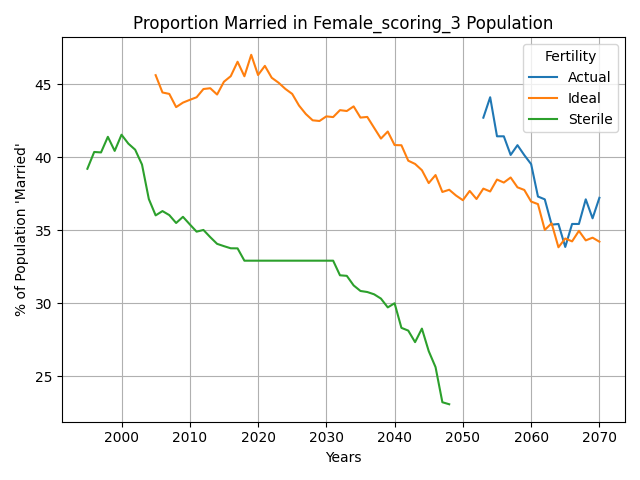 Proportion Married in Female_scoring_3 Population
% of Population 'Married'
45
40
35
30
25
Fertility
Actual
Ideal
Sterile
2000 2010 2020 2030 2040 2050 2060 2070
Years